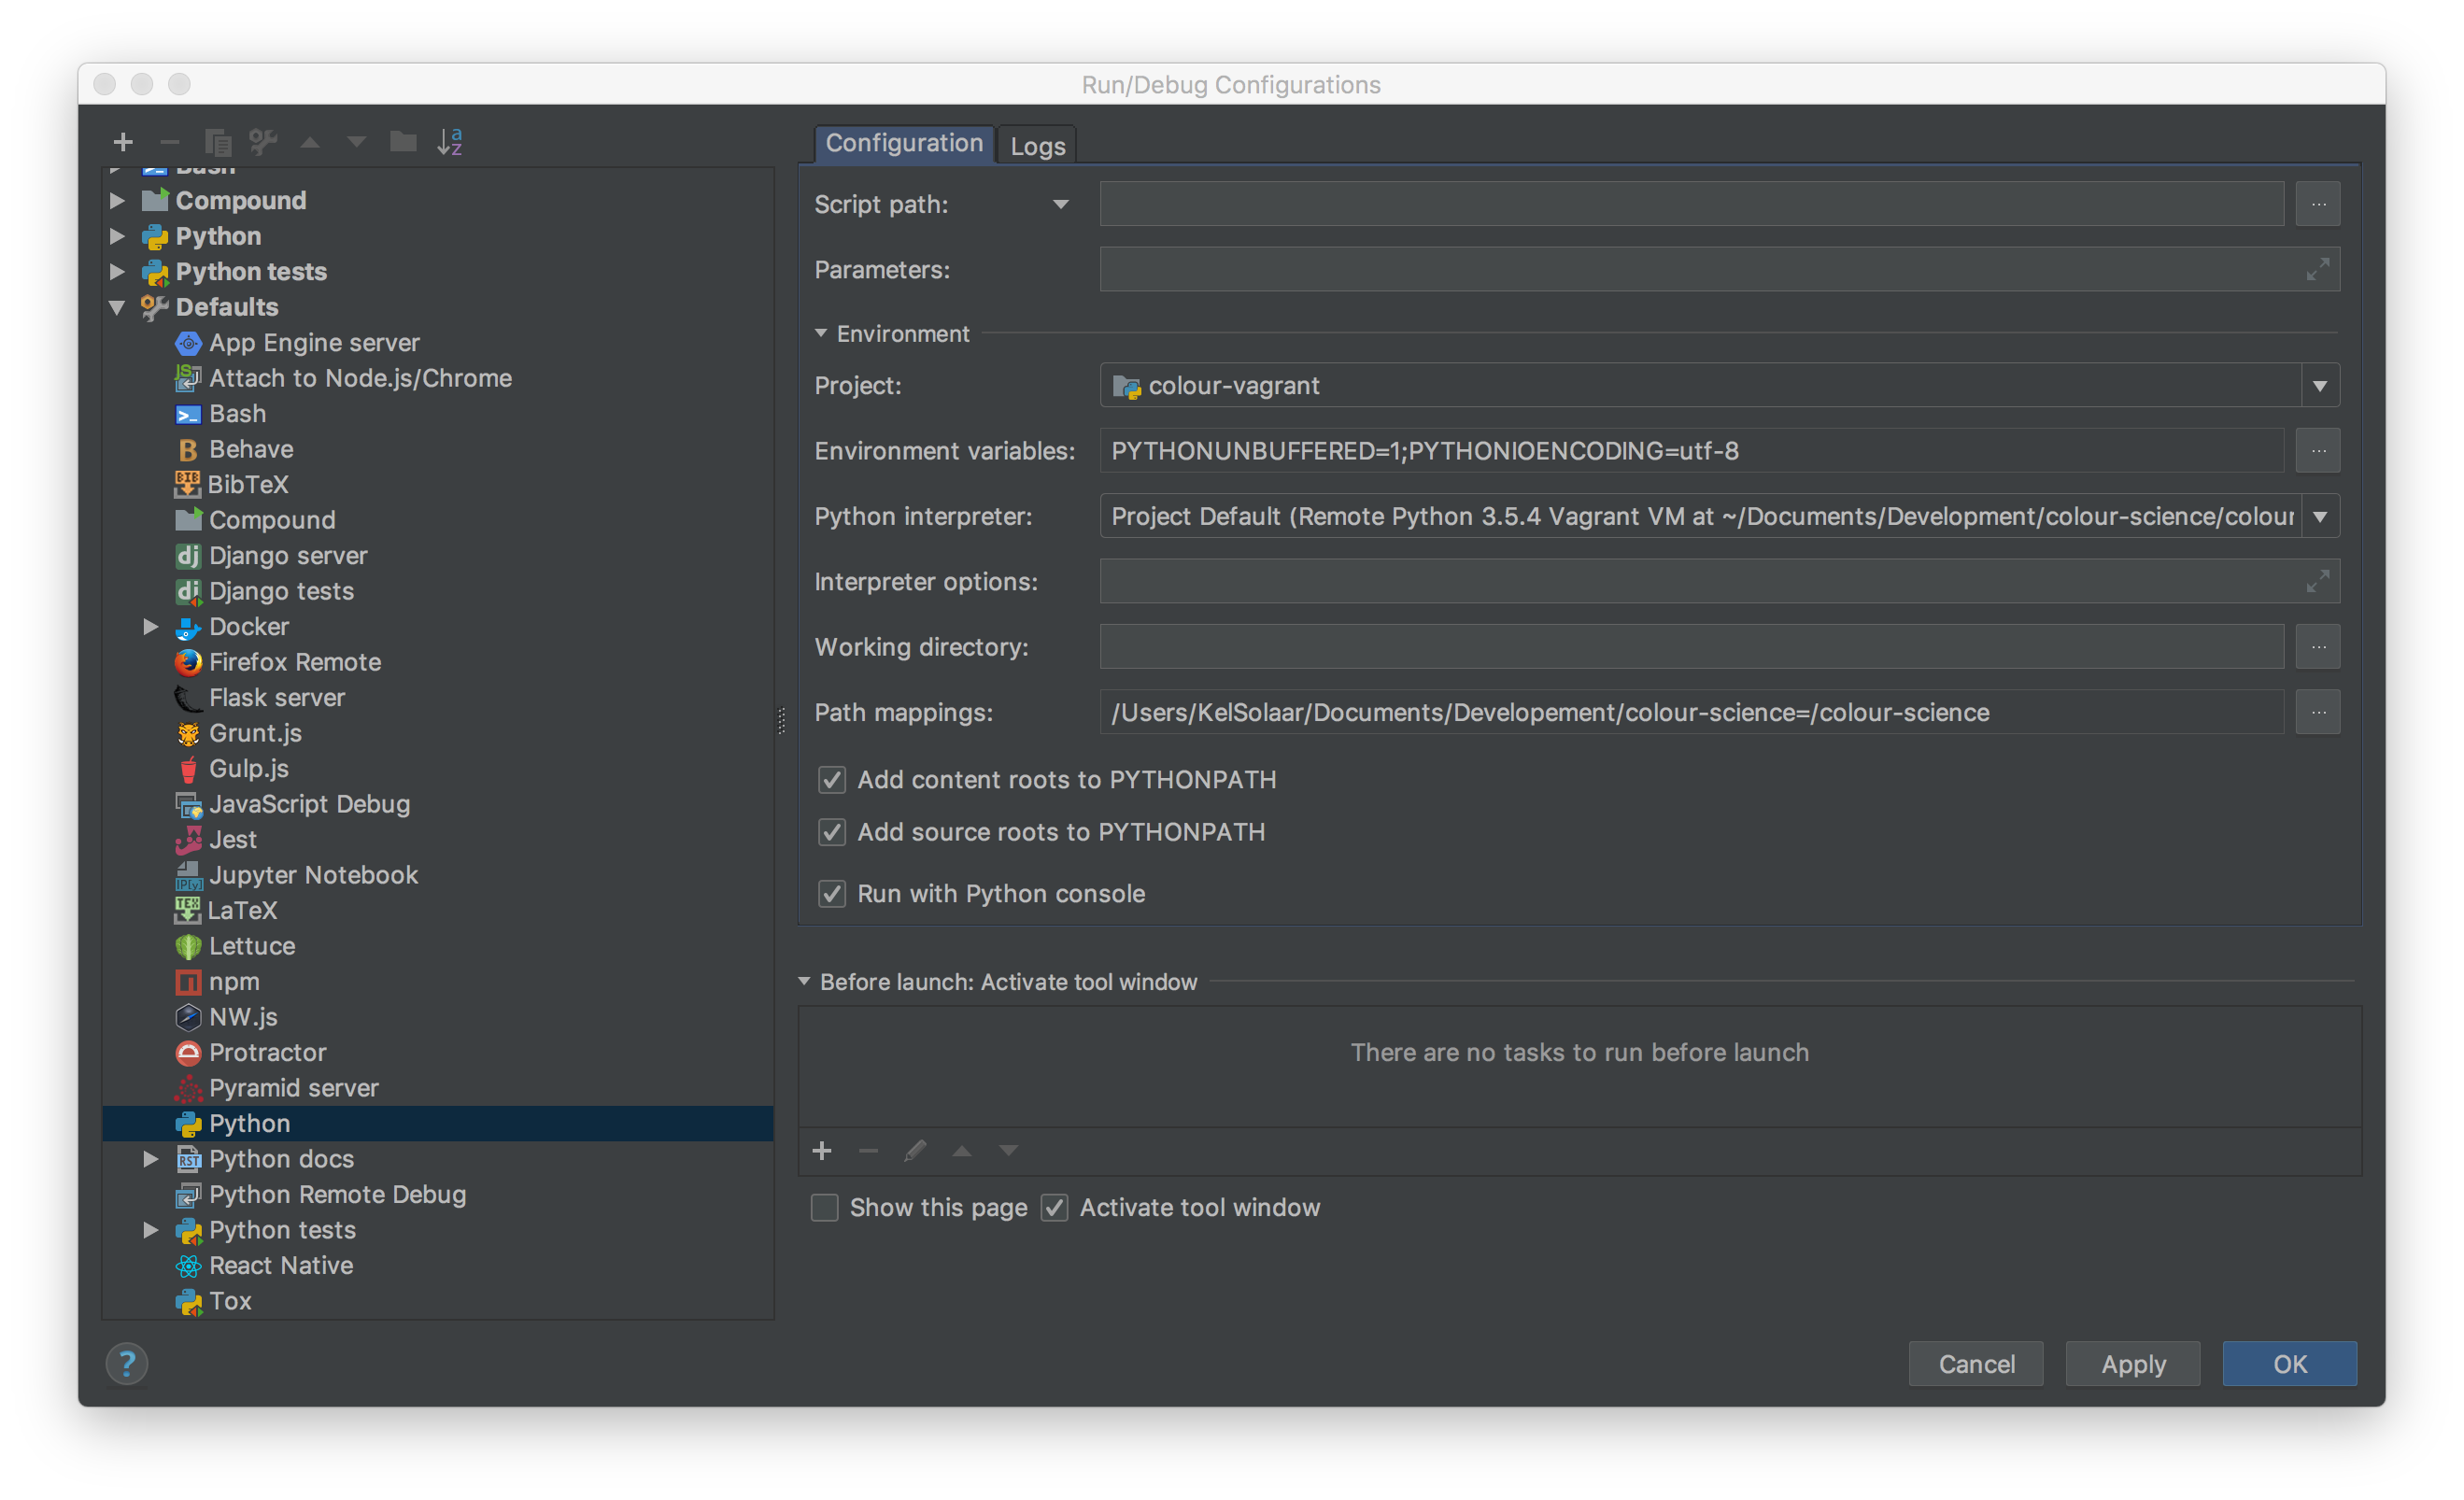 Run/Debug Configurations
Bash
Compound
Python
Python tests
Defaults
App Engine server
Attach to Node.js/Chrome
Bash
Behave
BibTeX
Compound
Django server
Django tests
Docker
Firefox Remote
Flask server
Grunt.js
Gulp.js
JavaScript Debug
Jest
Jupyter Notebook
LaTeX
Lettuce
npm
NW.js
Protractor
Pyramid server
Python
Python docs
Python Remote Debug
Python tests
React Native
Tox
Configuration Logs
Script path:
Parameters:
Environment
Project: colour-vagrant
Environment variables: PYTHONUNBUFFERED=1;PYTHONIOENCODING=utf-8
Python interpreter: Project Default (Remote Python 3.5.4 Vagrant VM at ~/Documents/Development/colour-science/colour
Interpreter options:
Working directory:
Path mappings: /Users/KelSolaar/Documents/Developement/colour-science=/colour-science
Add content roots to PYTHONPATH
Add source roots to PYTHONPATH
Run with Python console
Before launch: Activate tool window
There are no tasks to run before launch
Show this page Activate tool window
? Cancel Apply OK